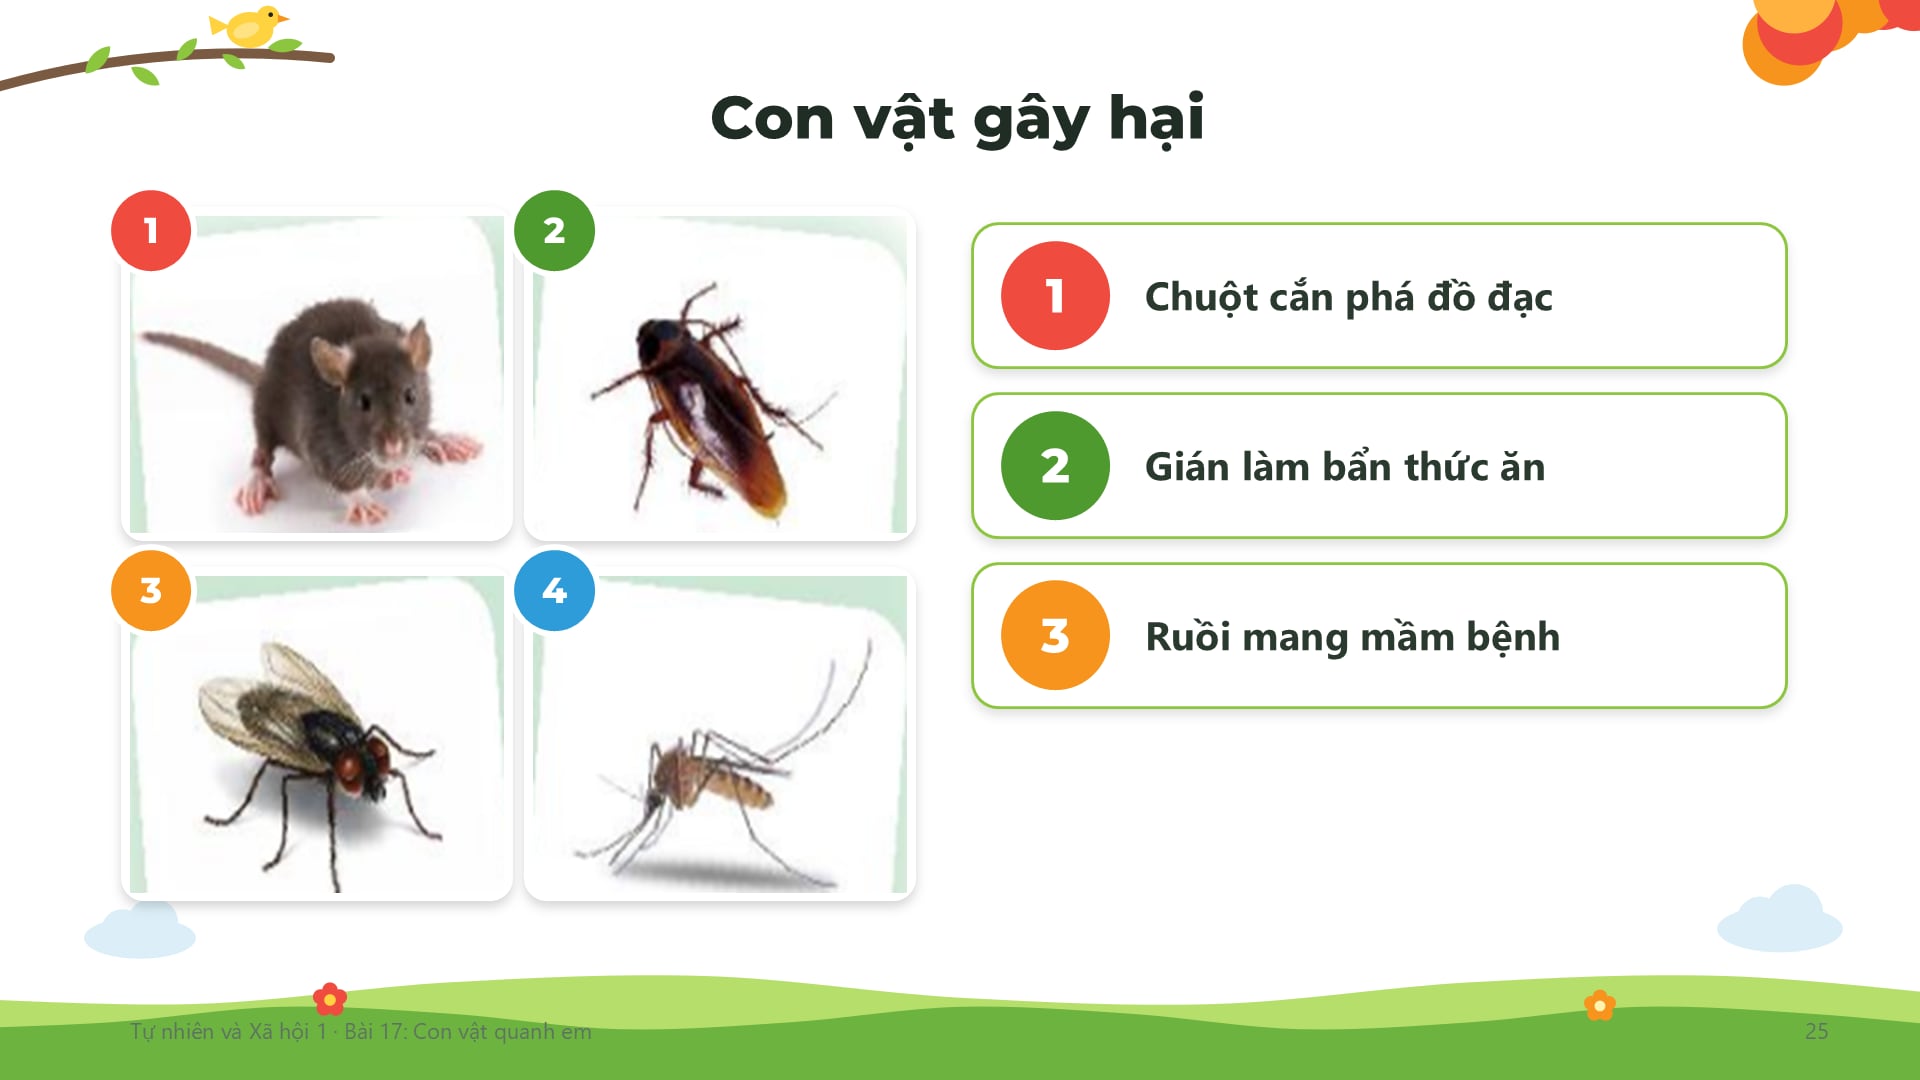 Con vật gây hại
1
2
3
4
1
Chuột cắn phá đồ đạc
2
Gián làm bẩn thức ăn
3
Ruồi mang mầm bệnh
Tự nhiên và Xã hội 1 · Bài 17: Con vật quanh em
25